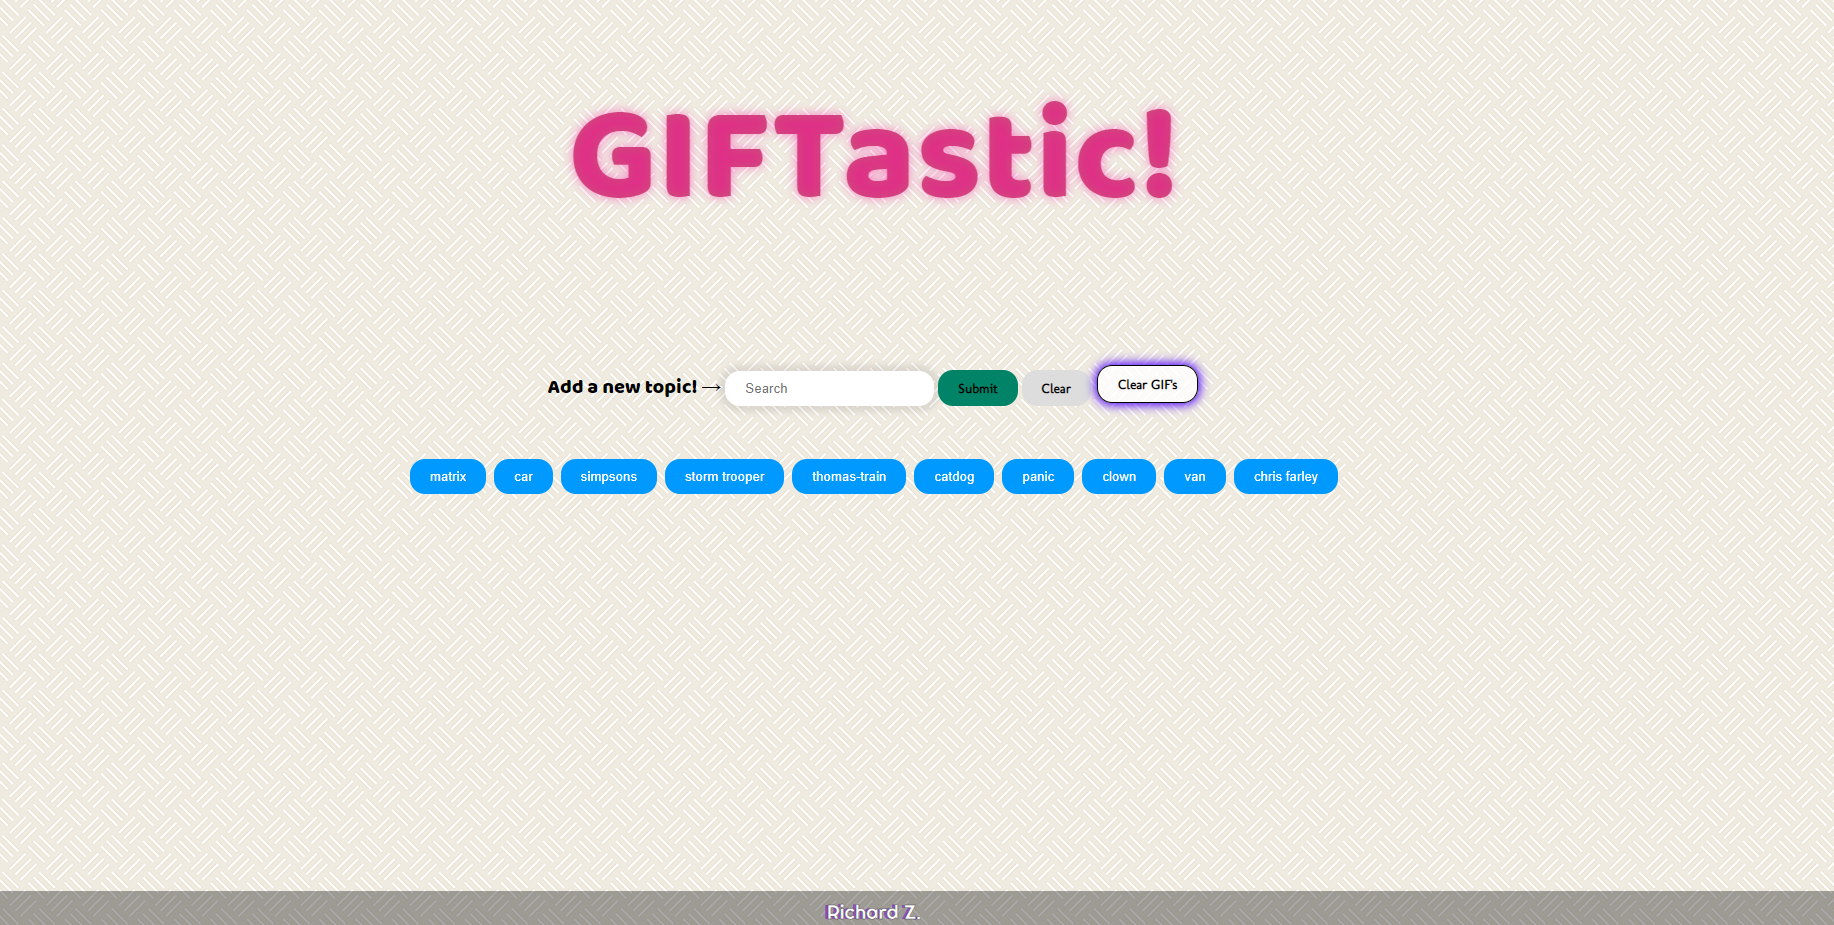 GIFTastic!
Add a new topic! → Search Submit Clear Clear GIF's
matrix car simpsons storm trooper thomas-train catdog panic clown van chris farley
Richard Z.